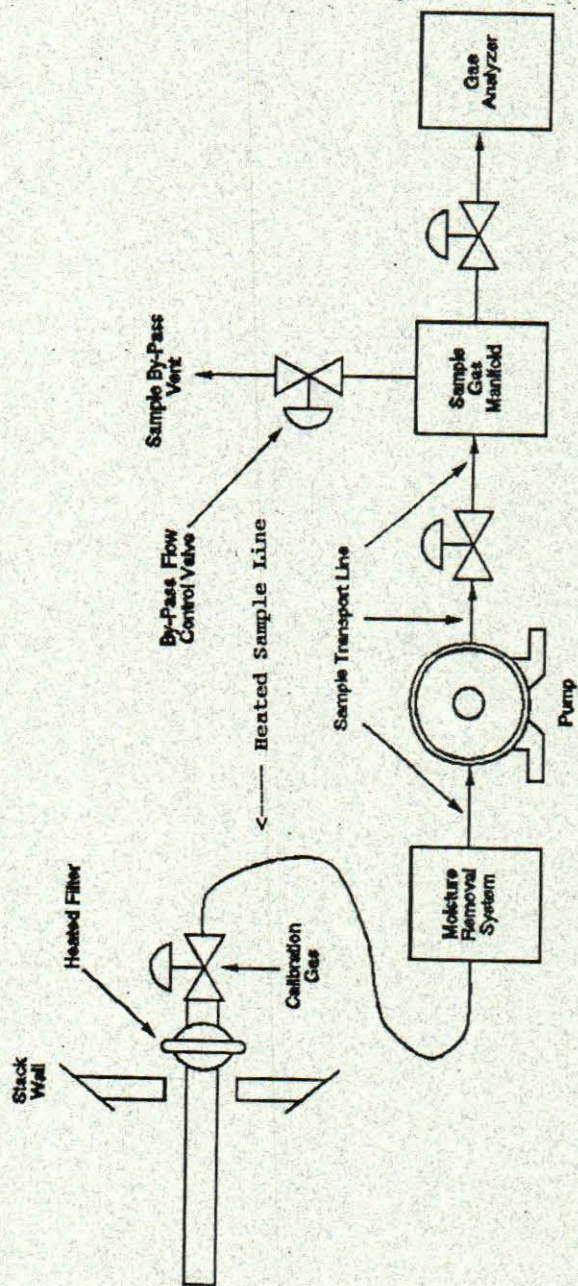 Stack
Wall
Heated Filter
Calibration
Gas
<---- Heated Sample Line
By-Pass Flow
Control Valve
Sample By-Pass
Vent
Moisture
Removal
System
Sample Transport Line
Pump
Sample
Gas
Manifold
Gas
Analyzer